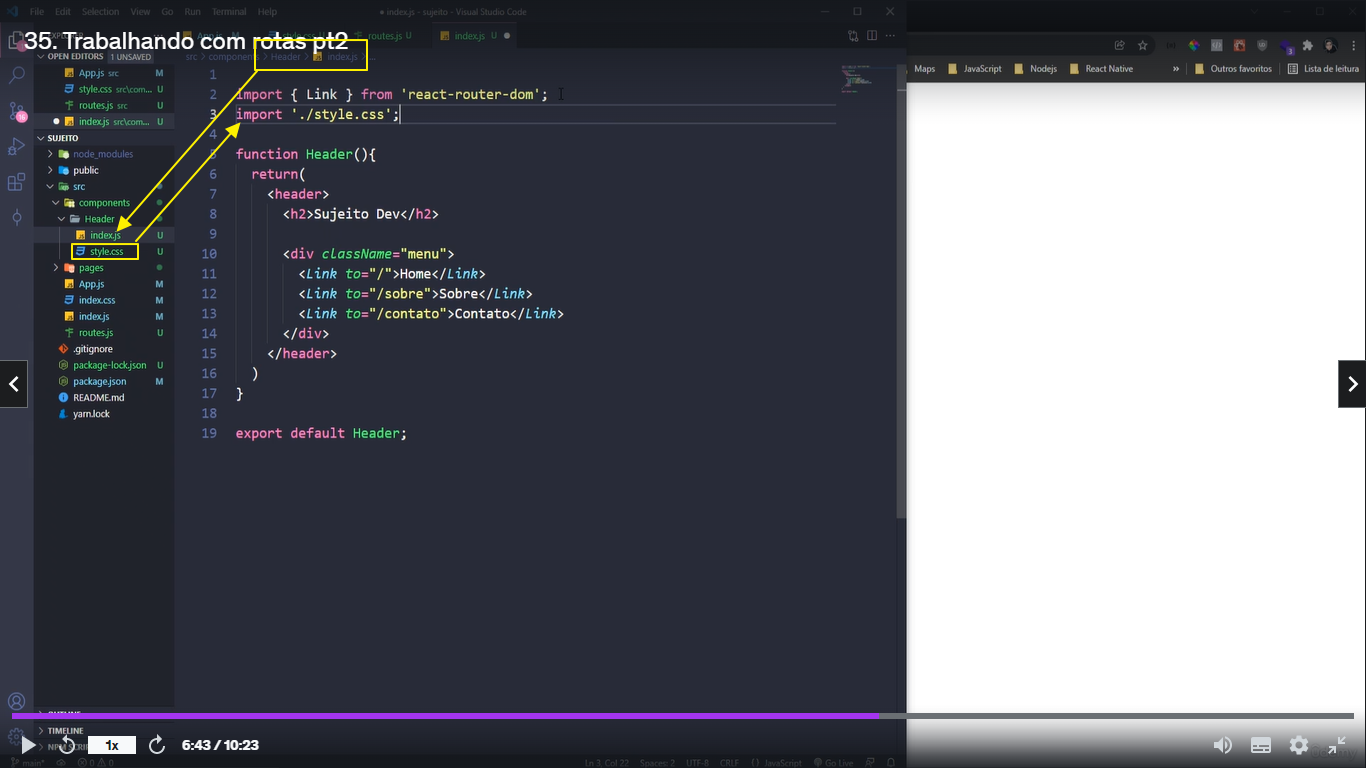 File Edit Selection View Go Run Terminal Help
● index.js - sujeito - Visual Studio Code
35. Trabalhando com rotas pt2
routes.js U
index.js U ●
OPEN EDITORS 1 UNSAVED
src > components > Header > index.js
Maps JavaScript Nodejs React Native » Outros favoritos Lista de leitura
App.js src M
style.css src\com... U
routes.js src U
● index.js src\com... U
SUJEITO
node_modules
public
src
components
Header
index.js U
style.css U
pages
App.js M
index.css M
index.js M
routes.js U
.gitignore
package-lock.json U
package.json M
README.md
yarn.lock
1
2 import { Link } from 'react-router-dom';
3 import './style.css';
4
5 function Header(){
6 return(
7 <header>
8 <h2>Sujeito Dev</h2>
9
10 <div className="menu">
11 <Link to="/">Home</Link>
12 <Link to="/sobre">Sobre</Link>
13 <Link to="/contato">Contato</Link>
14 </div>
15 </header>
16 )
17 }
18
19 export default Header;
OUTLINE
TIMELINE
1x
6:43 / 10:23
main* 0 0
Ln 3, Col 22 Spaces: 2 UTF-8 CRLF {} JavaScript Go Live